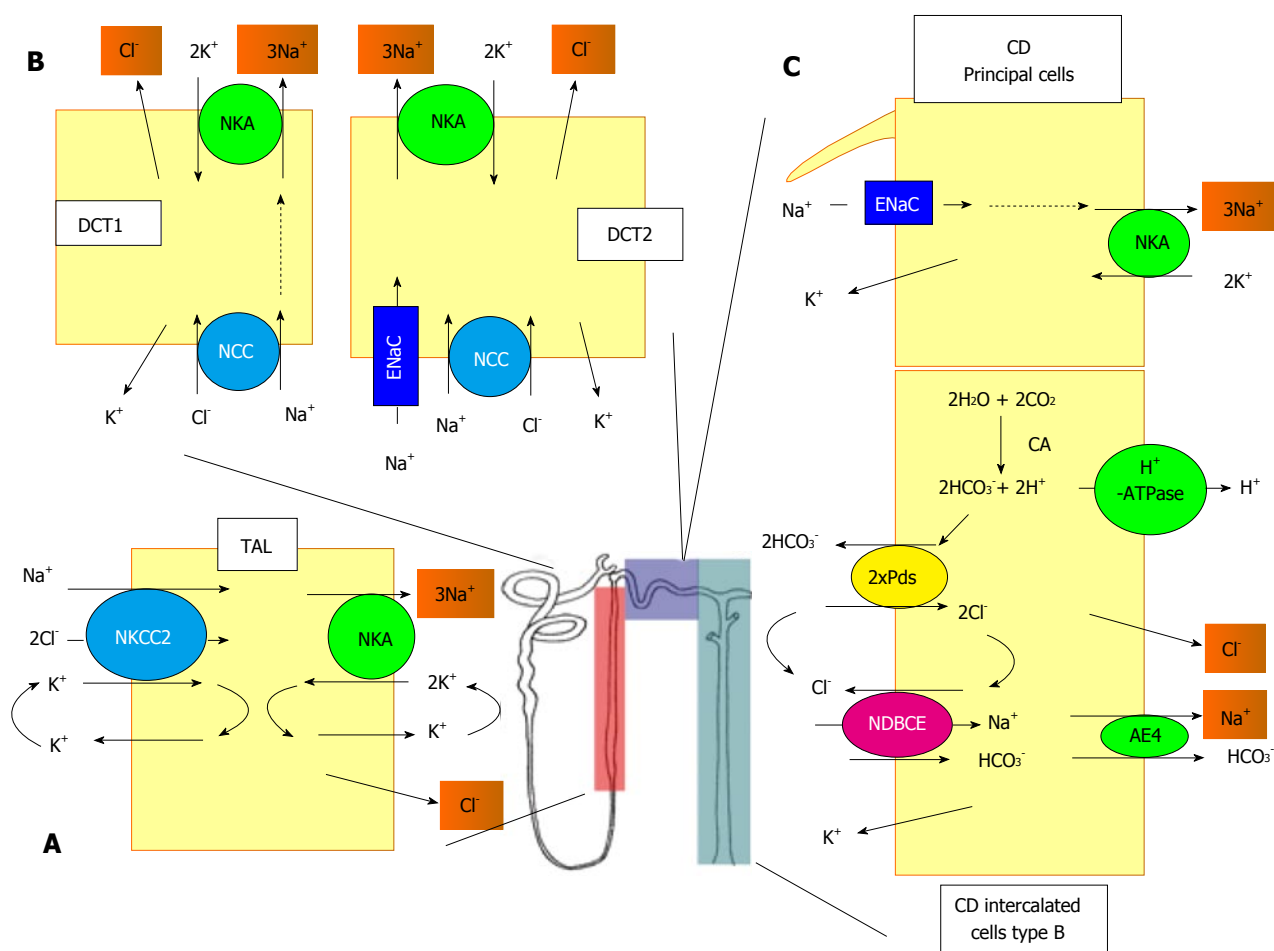 B
Cl⁻ 2K⁺ 3Na⁺
NKA
DCT1
NCC
K⁺ Cl⁻ Na⁺
3Na⁺ 2K⁺ Cl⁻
NKA
DCT2
ENaC
NCC
Na⁺ Cl⁻ K⁺
Na⁺
TAL
Na⁺
2Cl⁻
NKCC2
K⁺
K⁺
3Na⁺
NKA
2K⁺
K⁺
Cl⁻
A
C
CD
Principal cells
Na⁺ ENaC
3Na⁺
NKA
K⁺
2K⁺
2H₂O + 2CO₂
CA
2HCO₃⁻ + 2H⁺
H⁺
-ATPase
H⁺
2HCO₃⁻
2xPds
2Cl⁻
Cl⁻
Cl⁻
NDBCE
Na⁺
HCO₃⁻
Na⁺
AE4
HCO₃⁻
K⁺
CD intercalated
cells type B